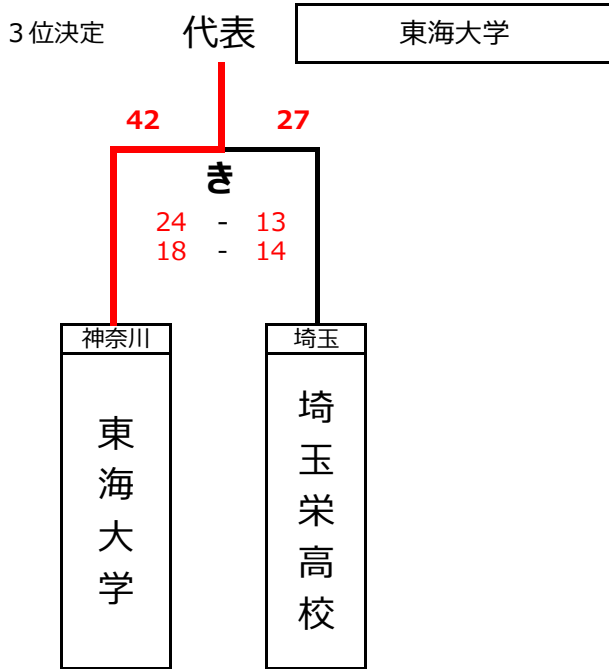 ３位決定 代表 東海大学
42 27
き
24 - 13
18 - 14
神奈川 埼玉
東海大学
埼玉栄高校